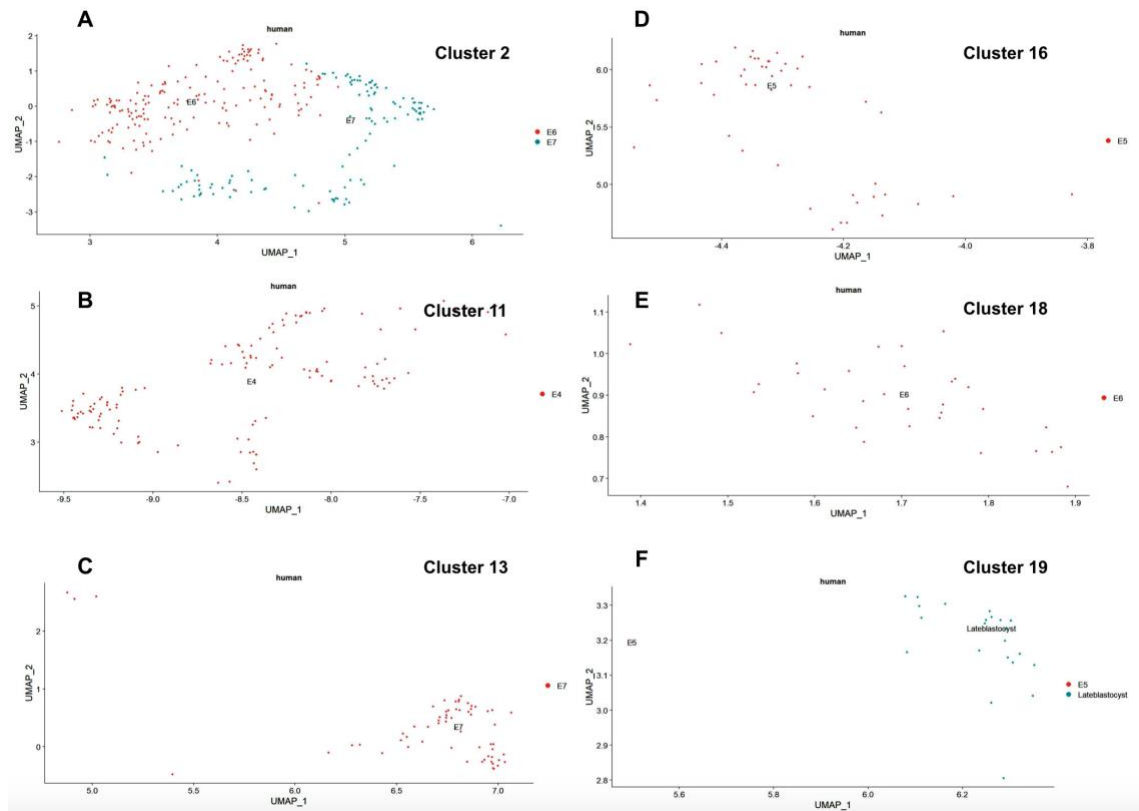 A
human
Cluster 2
2
1
0
-1
-2
-3
UMAP_2
E6
E7
3
4
5
6
UMAP_1
E6
E7
B
human
Cluster 11
5
4
3
UMAP_2
E4
-9.5
-9.0
-8.5
-8.0
-7.5
-7.0
UMAP_1
E4
C
human
Cluster 13
2
1
0
UMAP_2
E7
5.0
5.5
6.0
6.5
7.0
UMAP_1
E7
D
human
Cluster 16
6.0
5.5
5.0
UMAP_2
E5
-4.4
-4.2
-4.0
-3.8
UMAP_1
E5
E
human
Cluster 18
1.1
1.0
0.9
0.8
0.7
UMAP_2
E6
1.4
1.5
1.6
1.7
1.8
1.9
UMAP_1
E6
F
human
Cluster 19
3.3
3.2
3.1
3.0
2.9
2.8
UMAP_2
E5
Lateblastocyst
5.6
5.8
6.0
6.2
UMAP_1
E5
Lateblastocyst